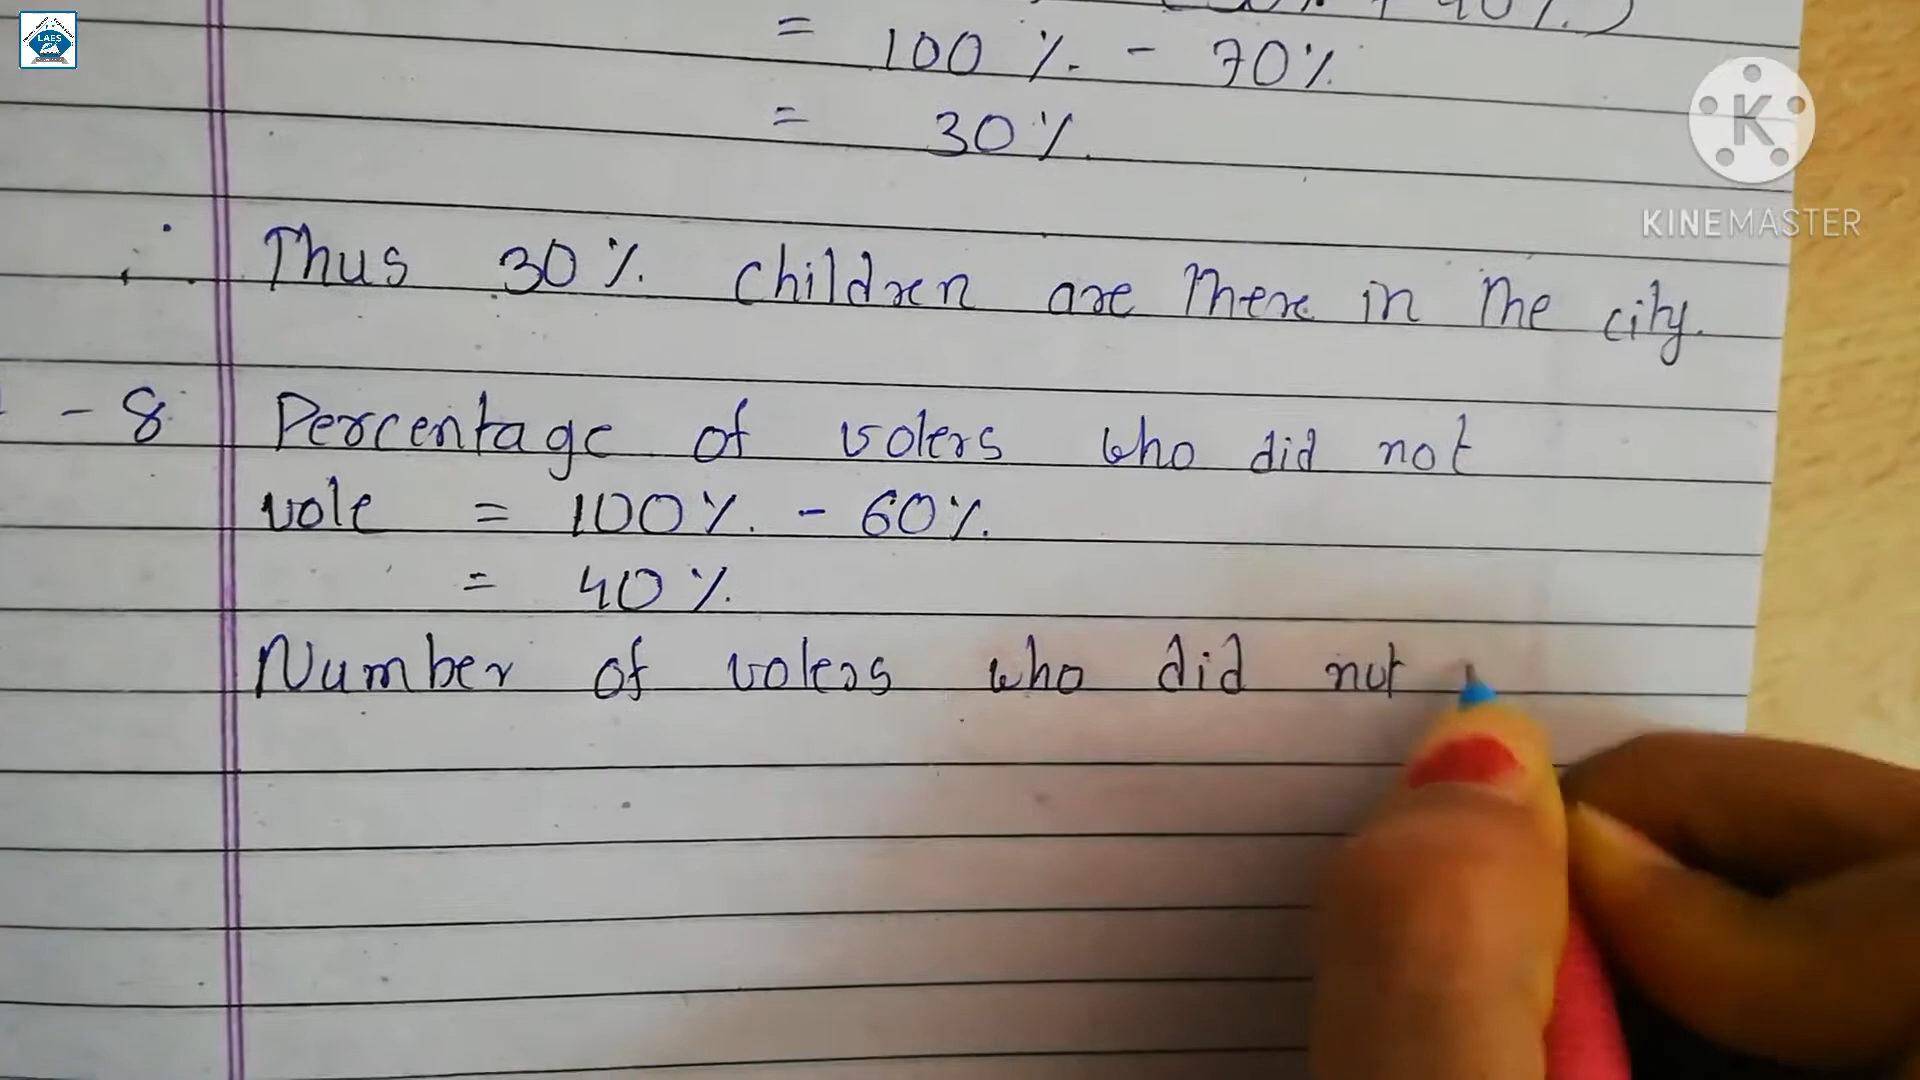 LAES
= 100 % - 70%
= 30%
KINEMASTER
∴ Thus 30% children are there in the city.
- 8 Percentage of voters who did not
vote = 100% - 60%
= 40%
Number of voters who did not